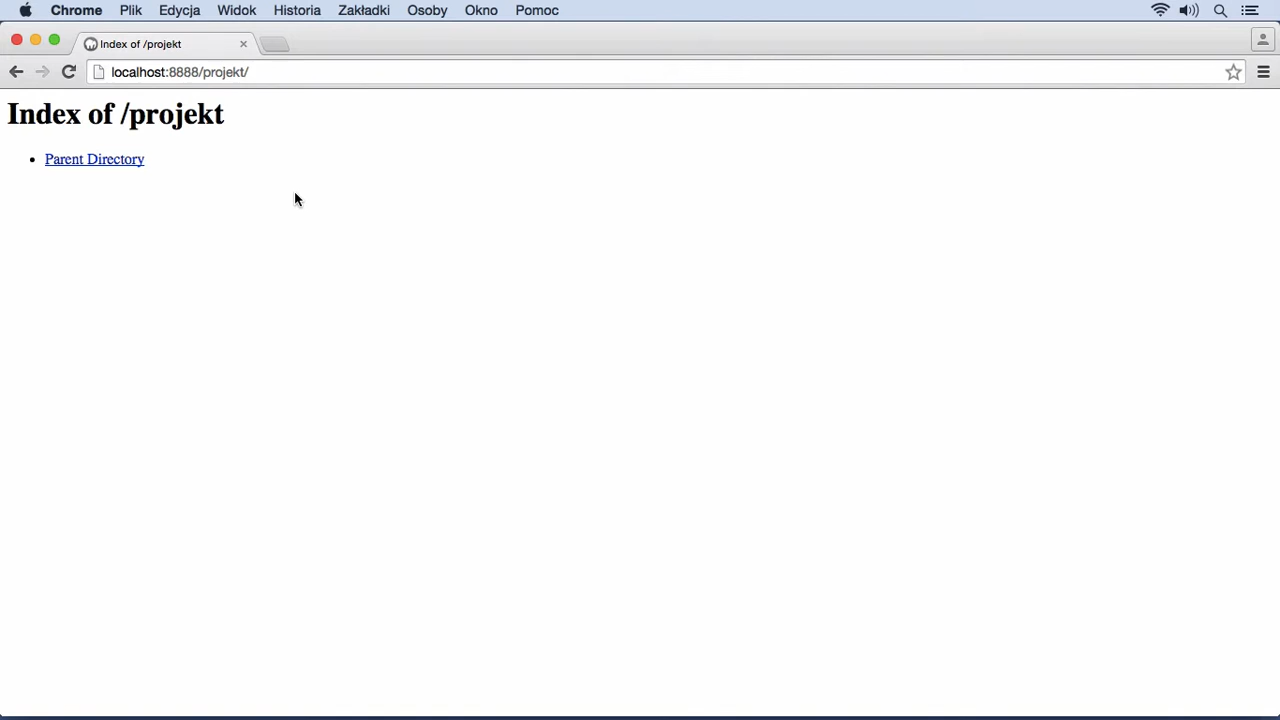 Chrome Plik Edycja Widok Historia Zakładki Osoby Okno Pomoc
Index of /projekt
localhost:8888/projekt/
Index of /projekt
Parent Directory